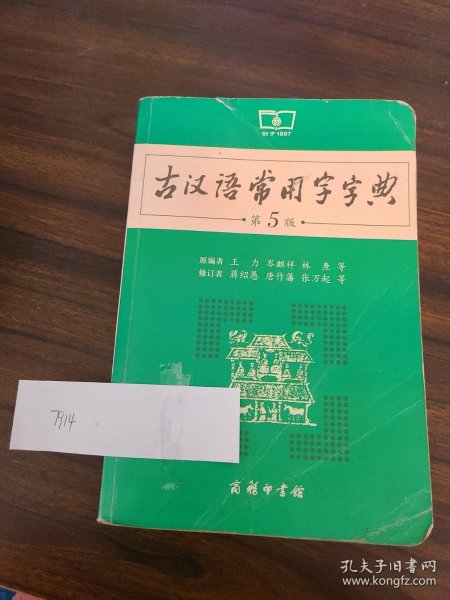 创于1897
古汉语常用字字典
第5版
原编者 王力 岑麒祥 林焘 等
修订者 蒋绍愚 唐作藩 张万起 等
7914
商务印书馆
孔夫子旧书网
www.kongfz.com